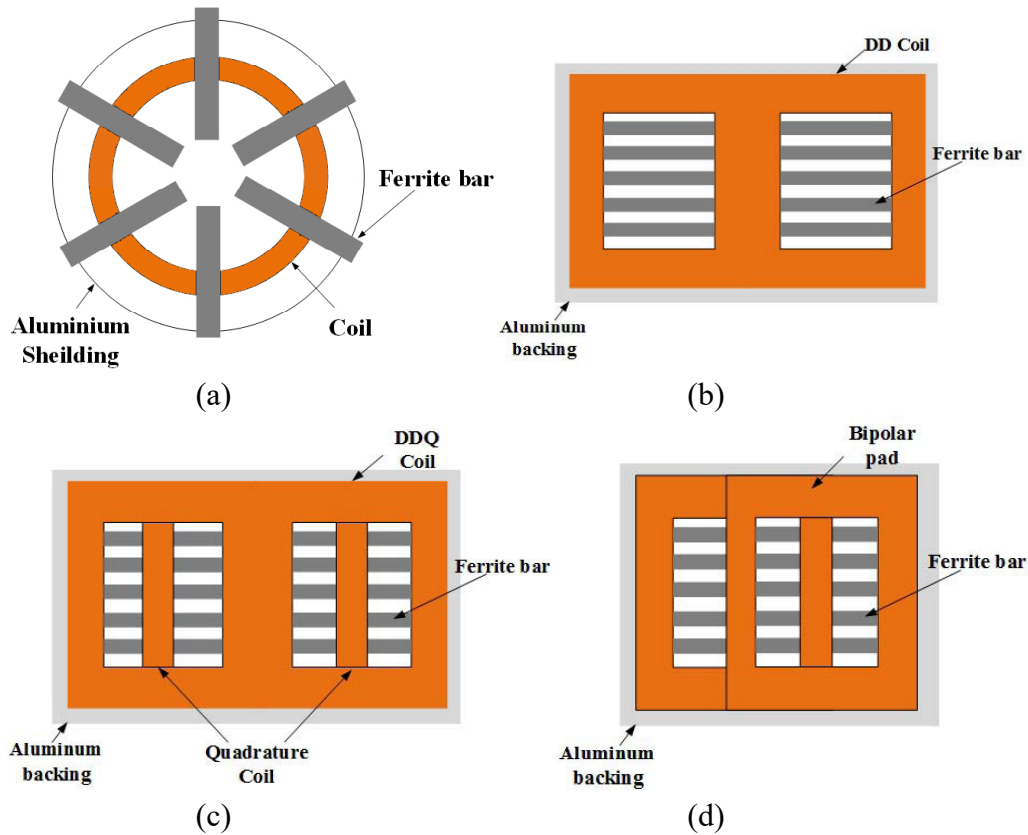 Ferrite bar
Aluminium
Sheilding
Coil
(a)
DD Coil
Ferrite bar
Aluminum
backing
(b)
DDQ
Coil
Ferrite bar
Aluminum
backing
Quadrature
Coil
(c)
Bipolar
pad
Ferrite bar
Aluminum
backing
(d)